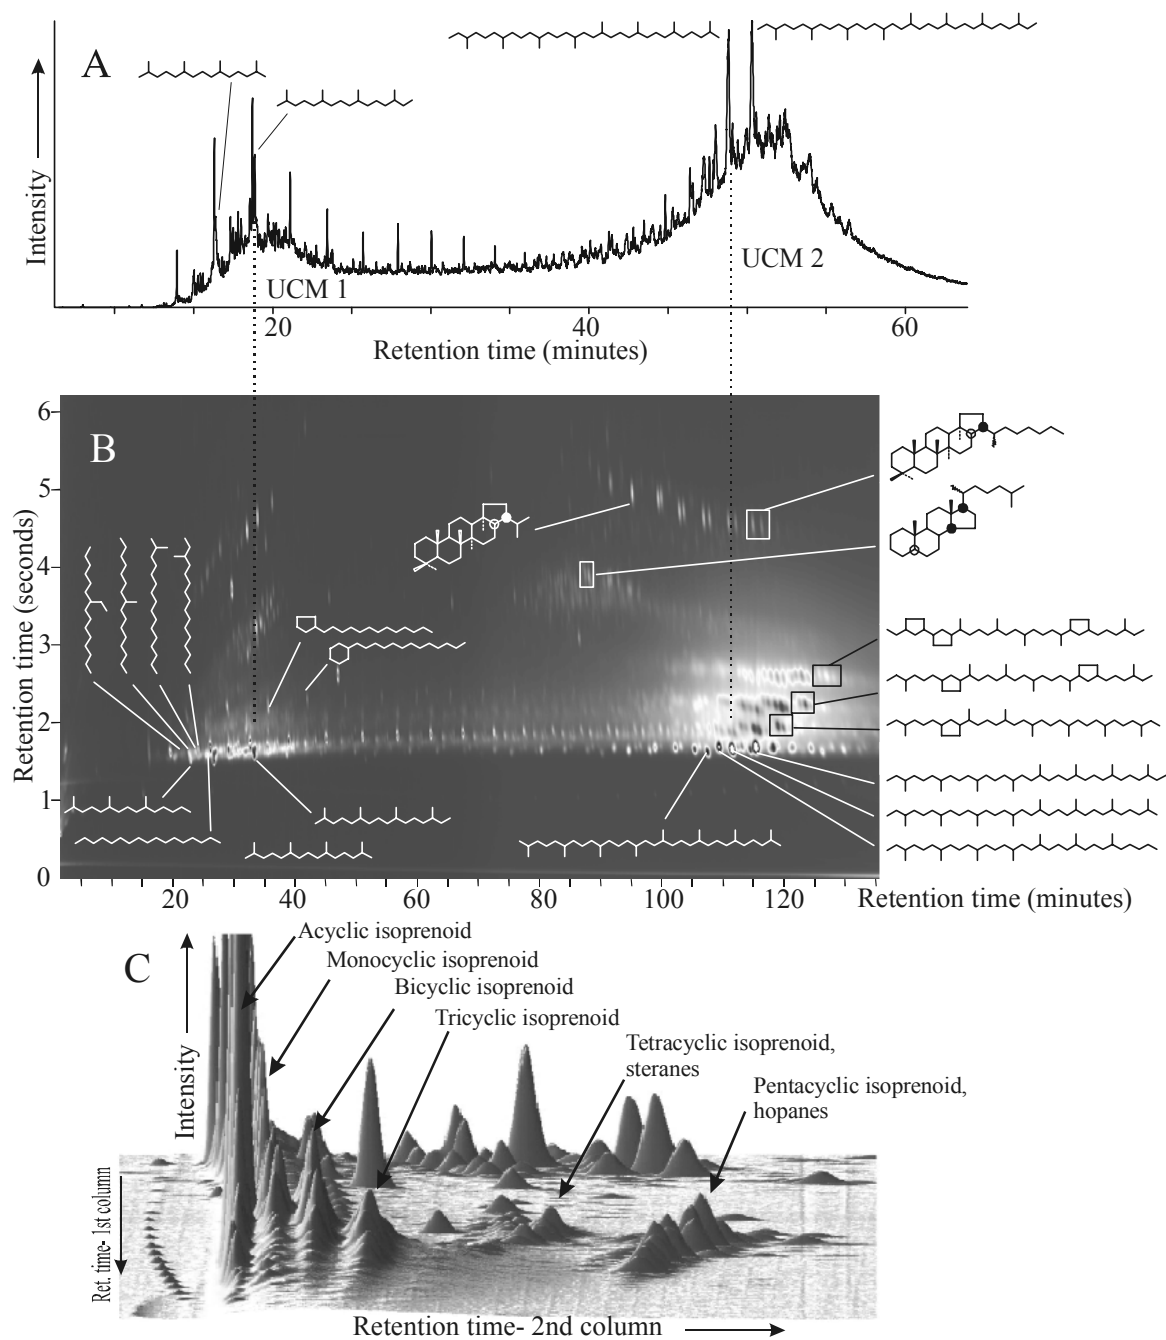 A
Intensity
UCM 1
UCM 2
20
40
60
Retention time (minutes)
B
6
5
4
3
2
1
0
Retention time (seconds)
20
40
60
80
100
120
Retention time (minutes)
C
Acyclic isoprenoid
Monocyclic isoprenoid
Bicyclic isoprenoid
Tricyclic isoprenoid
Tetracyclic isoprenoid,
steranes
Pentacyclic isoprenoid,
hopanes
Intensity
Ret. time- 1st column
Retention time- 2nd column